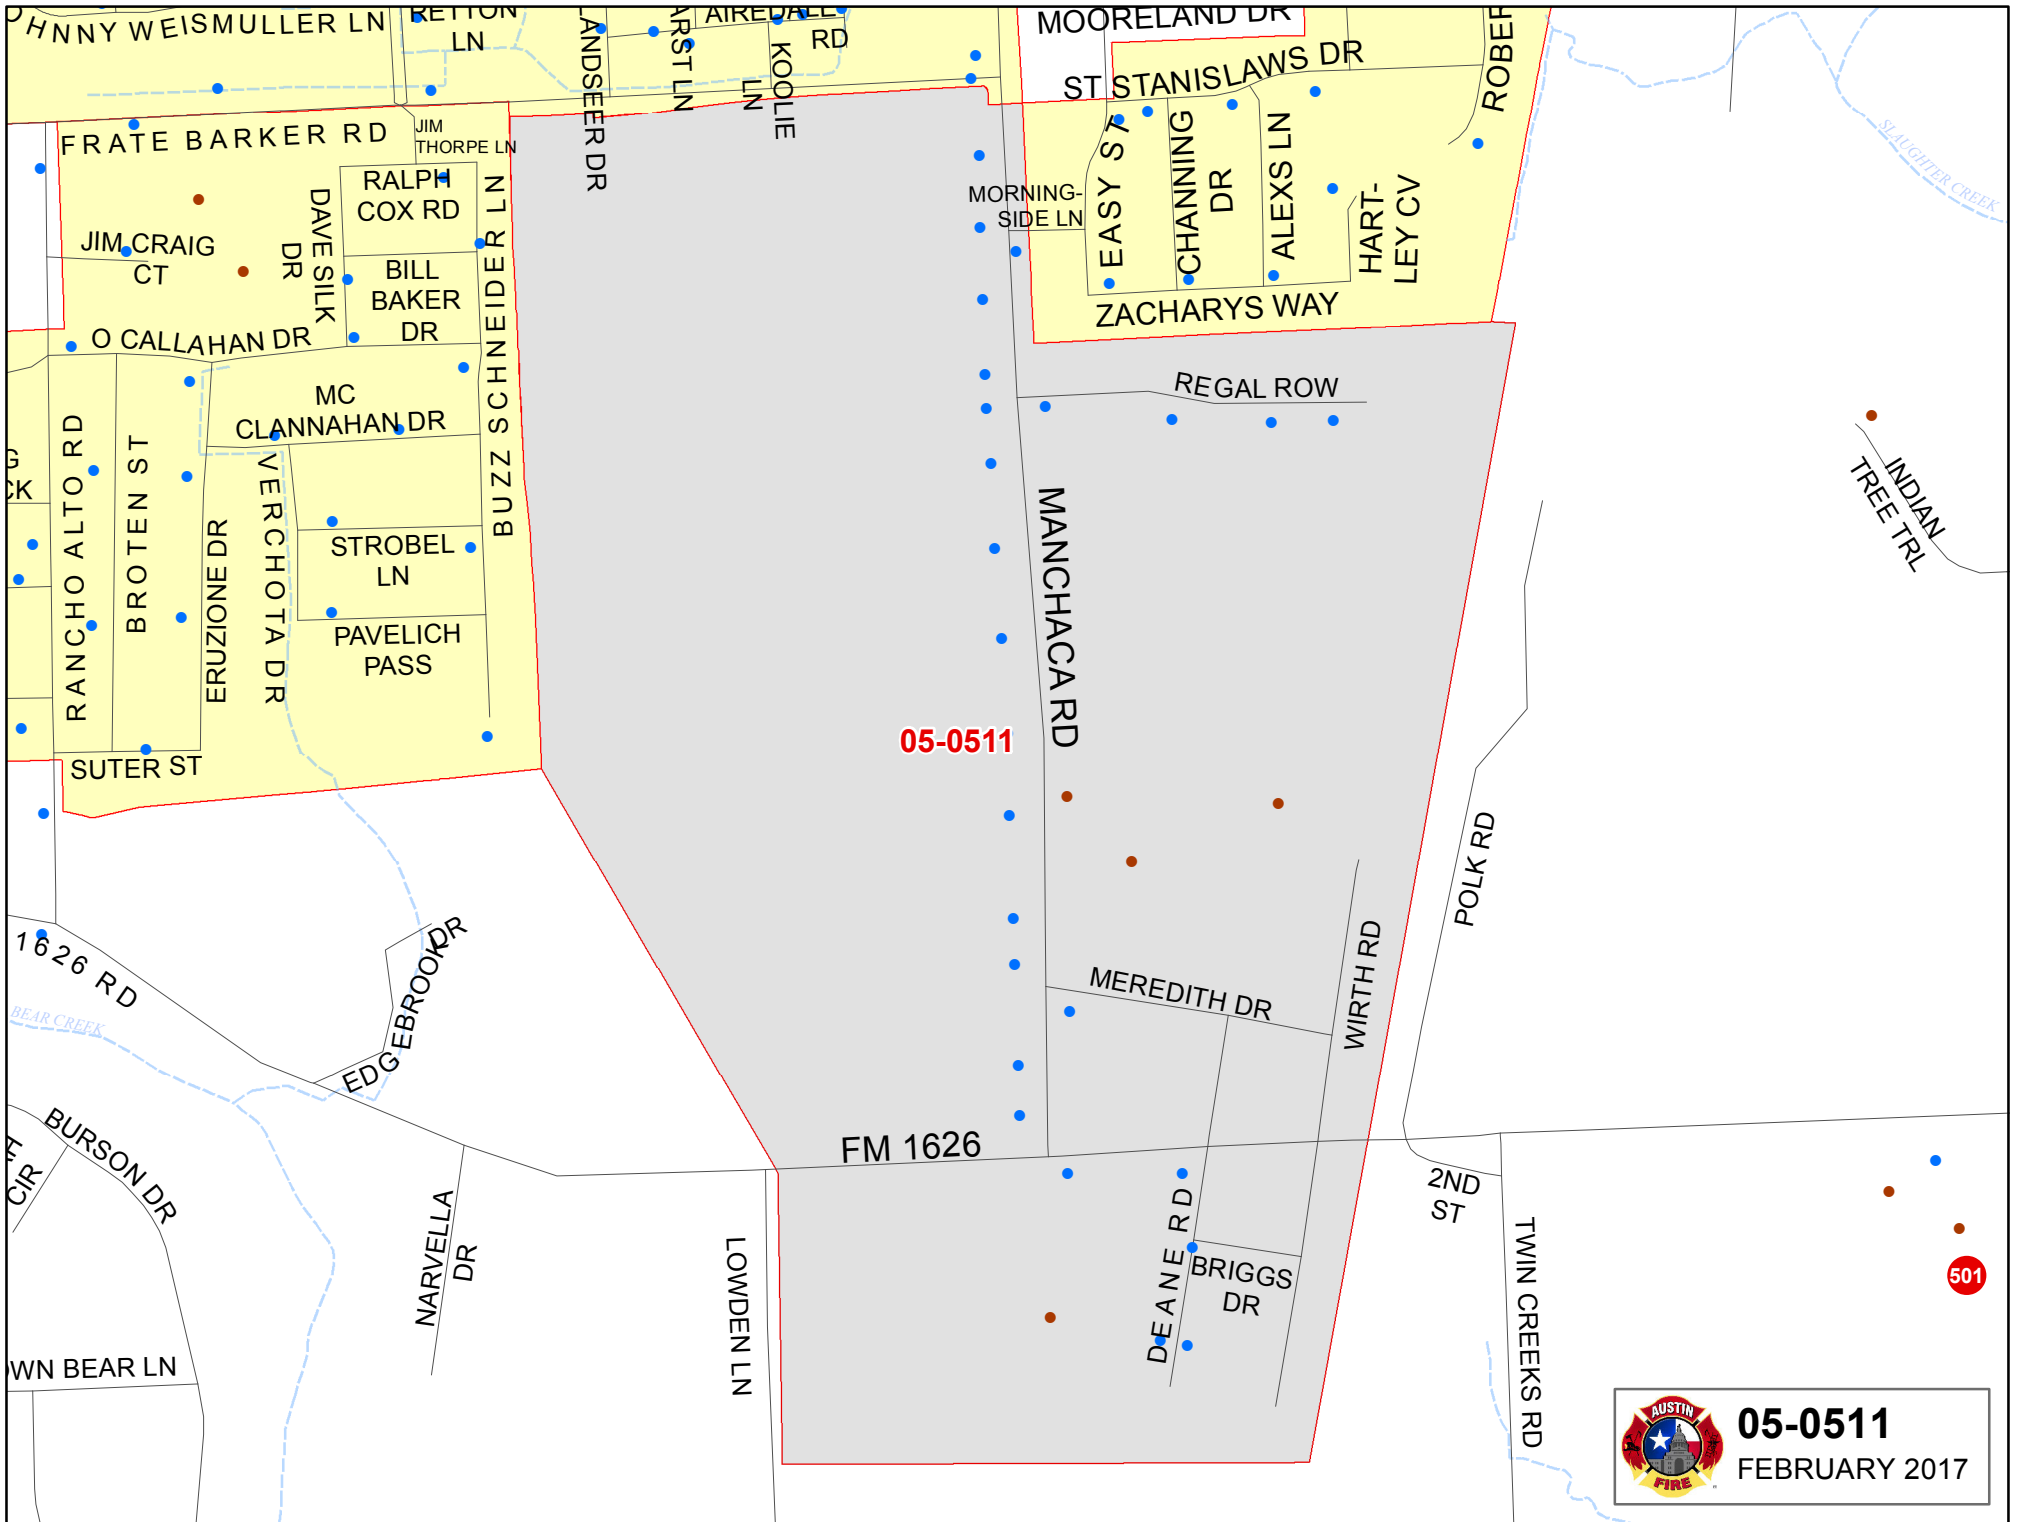 HNNY WEISMULLER LN
RETTON
LN
LANDSEER DR
LN
AIREDALE
RD
KOOLIE
LN
MOORELAND DR
ST STANISLAWS DR
SLAUGHTER CREEK
FRATE BARKER RD
JIM
THORPE LN
RALPH
COX RD
DAVE SILK
DR
JIM CRAIG
CT
BILL
BAKER
DR
BUZZ SCHNEIDER LN
O CALLAHAN DR
MC
CLANNAHAN DR
MORNING-
SIDE LN
EASY ST
CHANNING
DR
ALEXS LN
HART-
LEY CV
ZACHARYS WAY
REGAL ROW
RANCHO ALTO RD
BROTEN ST
ERUZIONE DR
VERCHOTA DR
STROBEL
LN
PAVELICH
PASS
SUTER ST
MANCHACA RD
INDIAN
TREE TRL
05-0511
POLK RD
WIRTH RD
MEREDITH DR
1626 RD
BEAR CREEK
EDGEBROOK
DR
BURSON DR
CIR
FM 1626
NARVELLA
DR
LOWDEN LN
DEANE RD
BRIGGS
DR
2ND
ST
TWIN CREEKS RD
501
WN BEAR LN
AUSTIN
FIRE
05-0511
FEBRUARY 2017